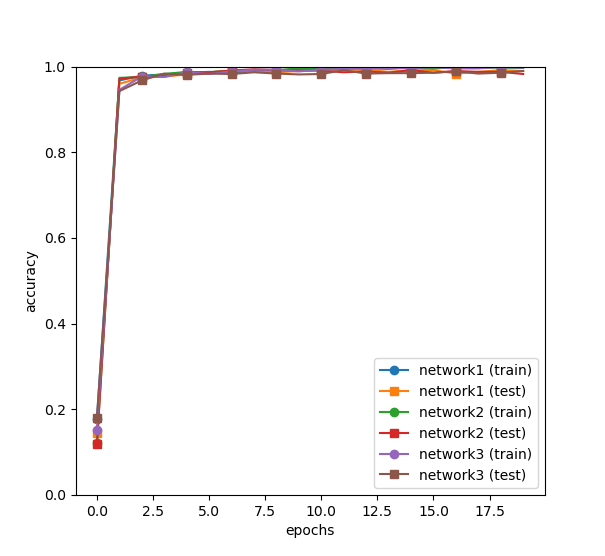 1.0
0.8
0.6
0.4
0.2
0.0
accuracy
network1 (train)
network1 (test)
network2 (train)
network2 (test)
network3 (train)
network3 (test)
0.0 2.5 5.0 7.5 10.0 12.5 15.0 17.5
epochs